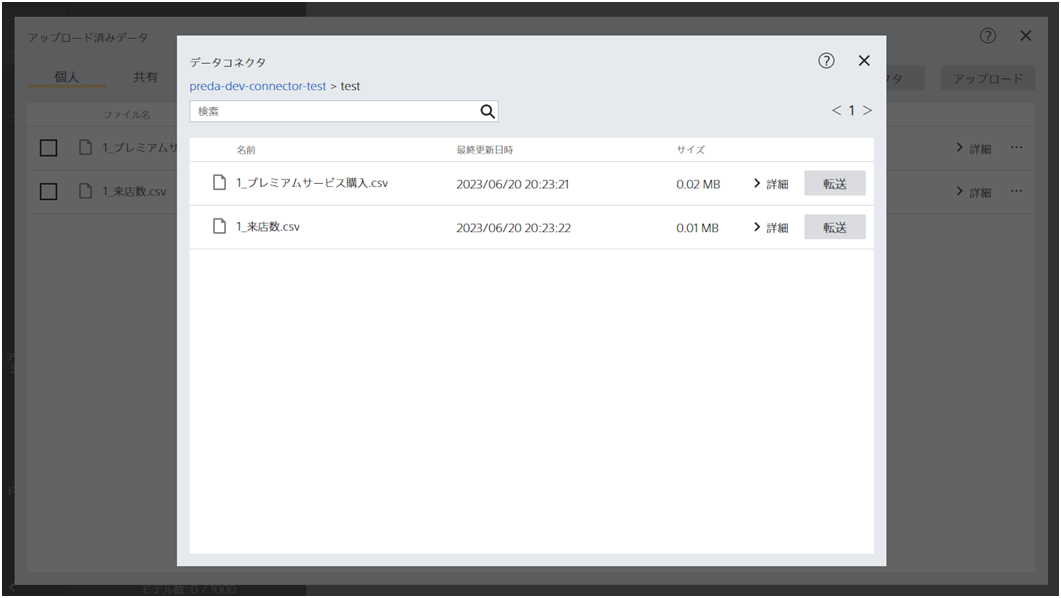 アップロード済みデータ
個人 共有 アップロード
ファイル名
1_プレミアムサ > 詳細 ...
1_来店数.csv > 詳細 ...
データコネクタ
preda-dev-connector-test > test
検索 < 1 >
名前 最終更新日時 サイズ
1_プレミアムサービス購入.csv 2023/06/20 20:23:21 0.02 MB > 詳細 転送
1_来店数.csv 2023/06/20 20:23:22 0.01 MB > 詳細 転送
モデル数: 0 / 1000